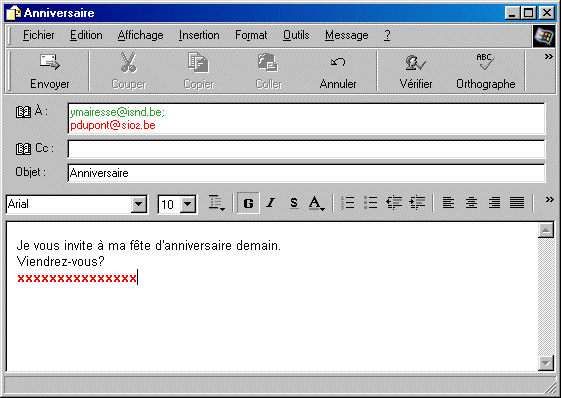 Anniversaire
Fichier Edition Affichage Insertion Format Outils Message ?
Envoyer Couper Copier Coller Annuler Vérifier ABC Orthographe »
À : ymairesse@isnd.be;
pdupont@sioz.be
Cc :
Objet : Anniversaire
Arial 10 G I S A »
Je vous invite à ma fête d'anniversaire demain.
Viendrez-vous?
xxxxxxxxxxxxxxx